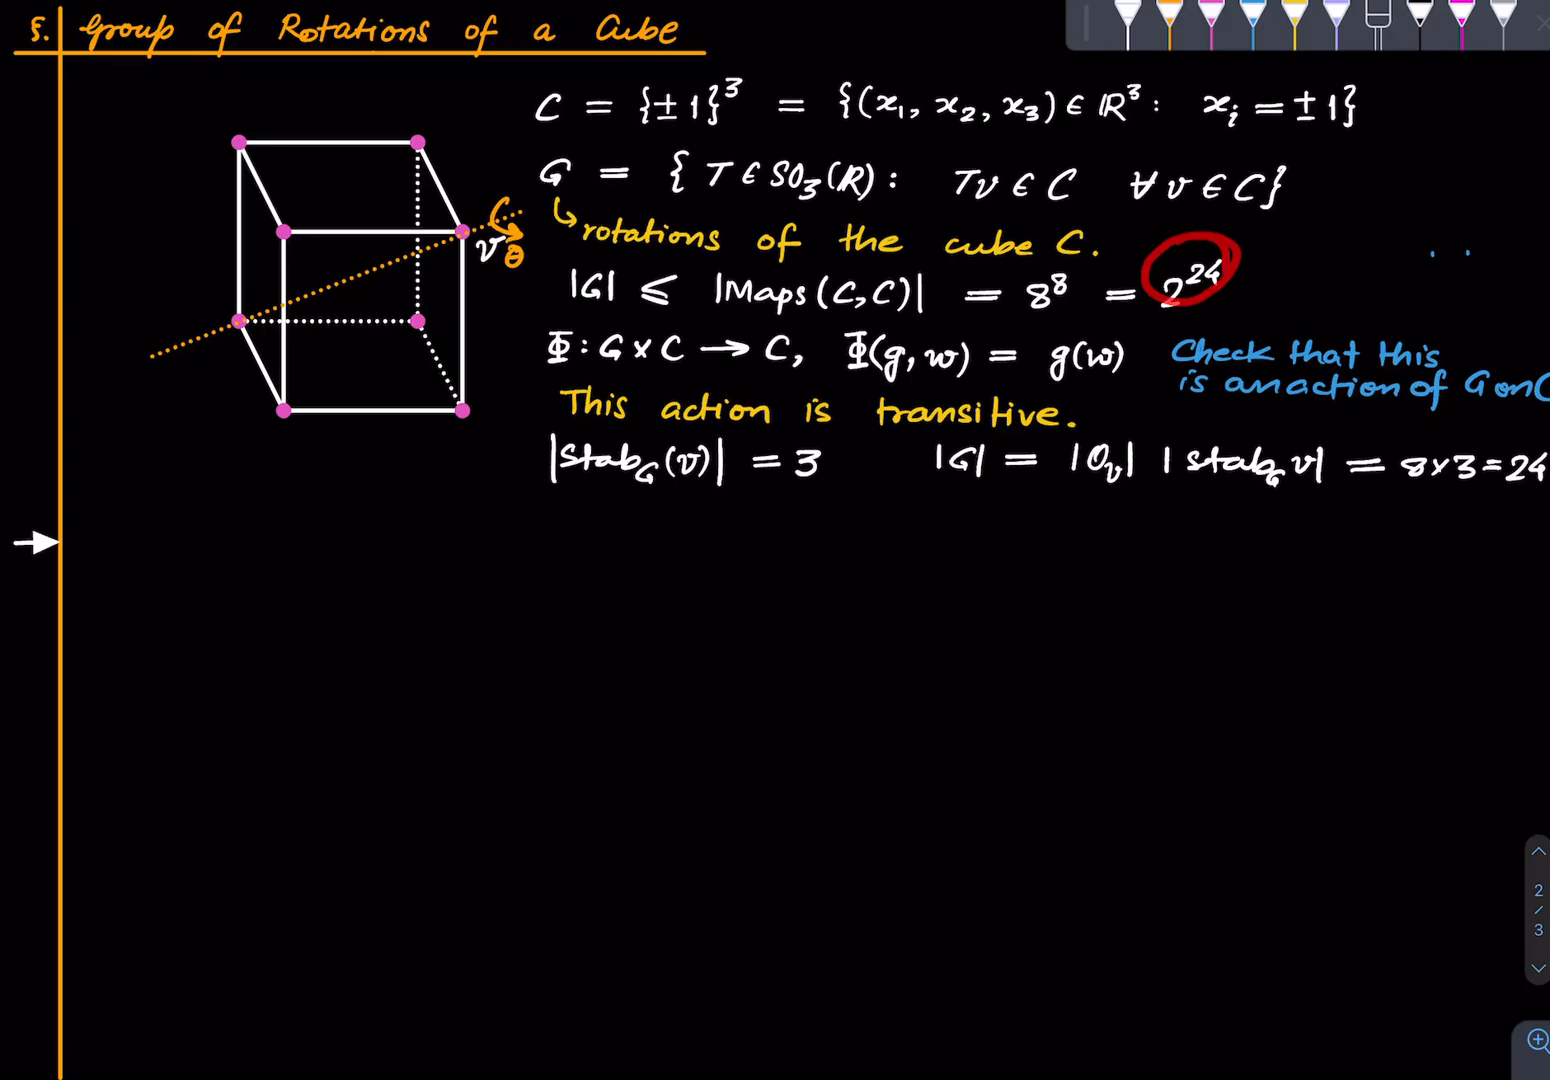 §. Group of Rotations of a Cube
C = {±1}³ = {(x₁, x₂, x₃) ∈ ℝ³ : xᵢ = ±1}
G = { T ∈ SO₃(ℝ) : Tv ∈ C ∀ v ∈ C}
↳ rotations of the cube C.
|G| ≤ |Maps(C,C)| = 8⁸ = 2²⁴
Φ : G × C → C, Φ(g, w) = g(w)
Check that this
is an action of G on C
This action is transitive.
|Stab_G(v)| = 3 |G| = |O_v| |stab_G v| = 8×3 = 24
v θ
2
/
3